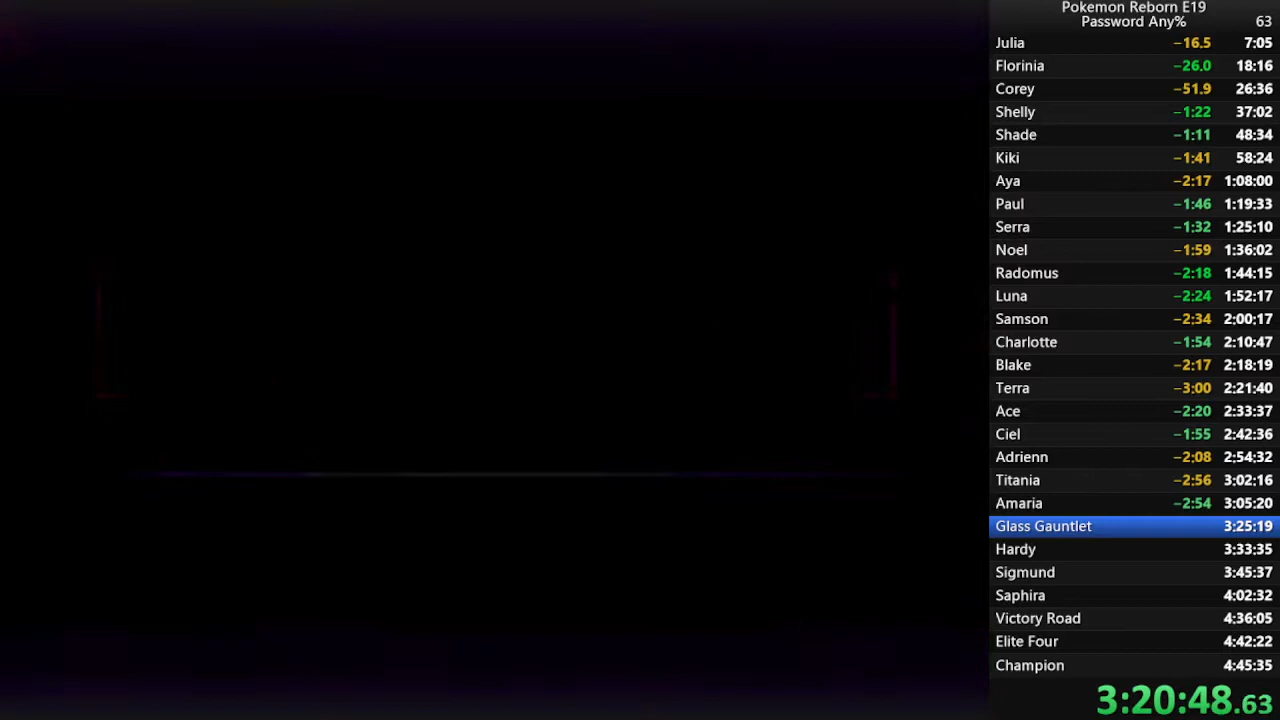 Pokemon Reborn E19
Password Any% 63
Julia −16.5 7:05
Florinia −26.0 18:16
Corey −51.9 26:36
Shelly −1:22 37:02
Shade −1:11 48:34
Kiki −1:41 58:24
Aya −2:17 1:08:00
Paul −1:46 1:19:33
Serra −1:32 1:25:10
Noel −1:59 1:36:02
Radomus −2:18 1:44:15
Luna −2:24 1:52:17
Samson −2:34 2:00:17
Charlotte −1:54 2:10:47
Blake −2:17 2:18:19
Terra −3:00 2:21:40
Ace −2:20 2:33:37
Ciel −1:55 2:42:36
Adrienn −2:08 2:54:32
Titania −2:56 3:02:16
Amaria −2:54 3:05:20
Glass Gauntlet 3:25:19
Hardy 3:33:35
Sigmund 3:45:37
Saphira 4:02:32
Victory Road 4:36:05
Elite Four 4:42:22
Champion 4:45:35
3:20:48.63